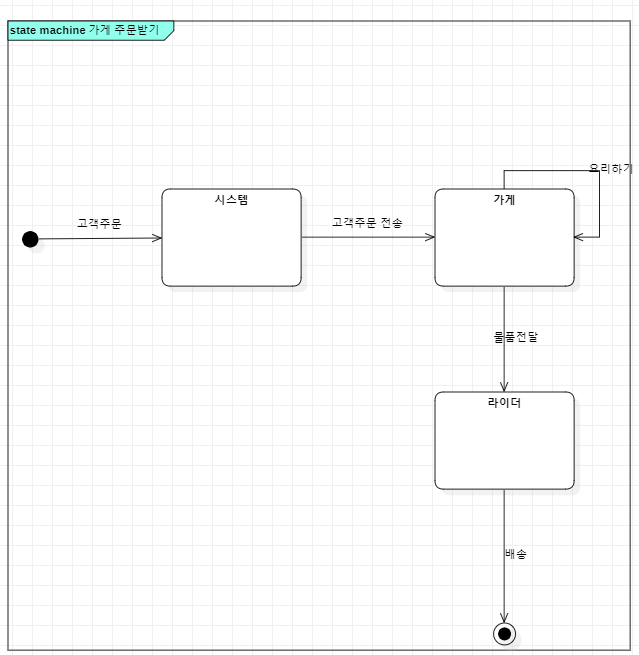 state machine 가게 주문받기
요리하기
시스템
가게
고객주문
고객주문 전송
물품전달
라이더
배송